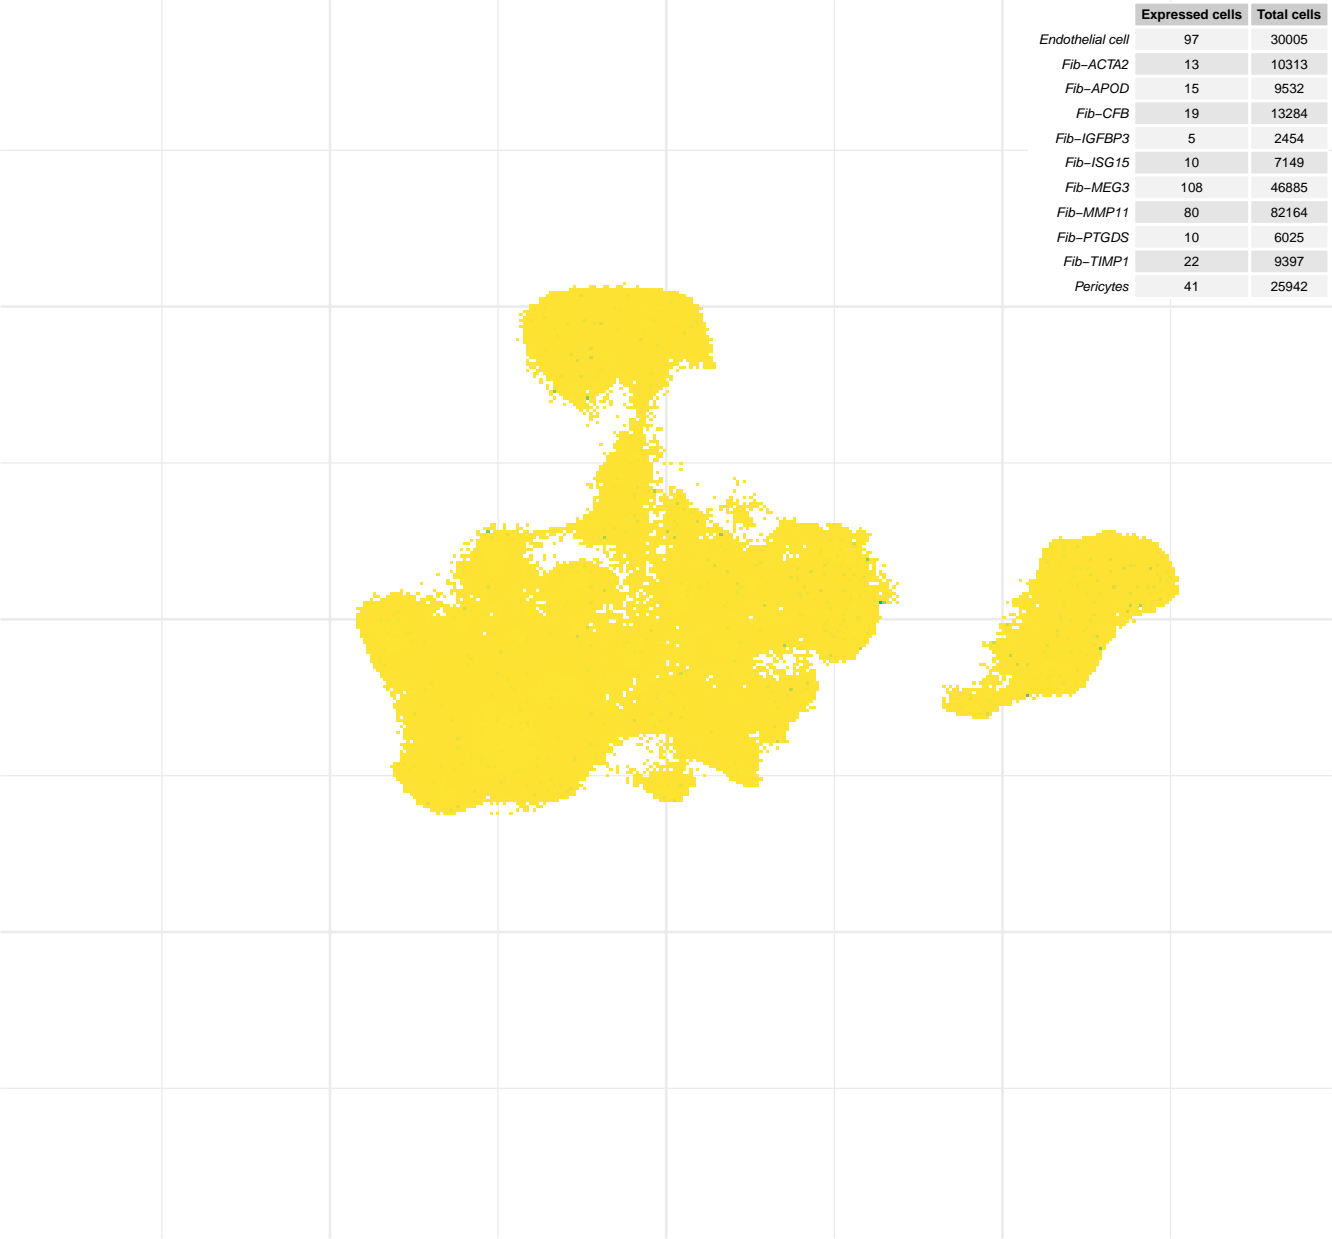 Expressed cells Total cells
Endothelial cell 97 30005
Fib−ACTA2 13 10313
Fib−APOD 15 9532
Fib−CFB 19 13284
Fib−IGFBP3 5 2454
Fib−ISG15 10 7149
Fib−MEG3 108 46885
Fib−MMP11 80 82164
Fib−PTGDS 10 6025
Fib−TIMP1 22 9397
Pericytes 41 25942